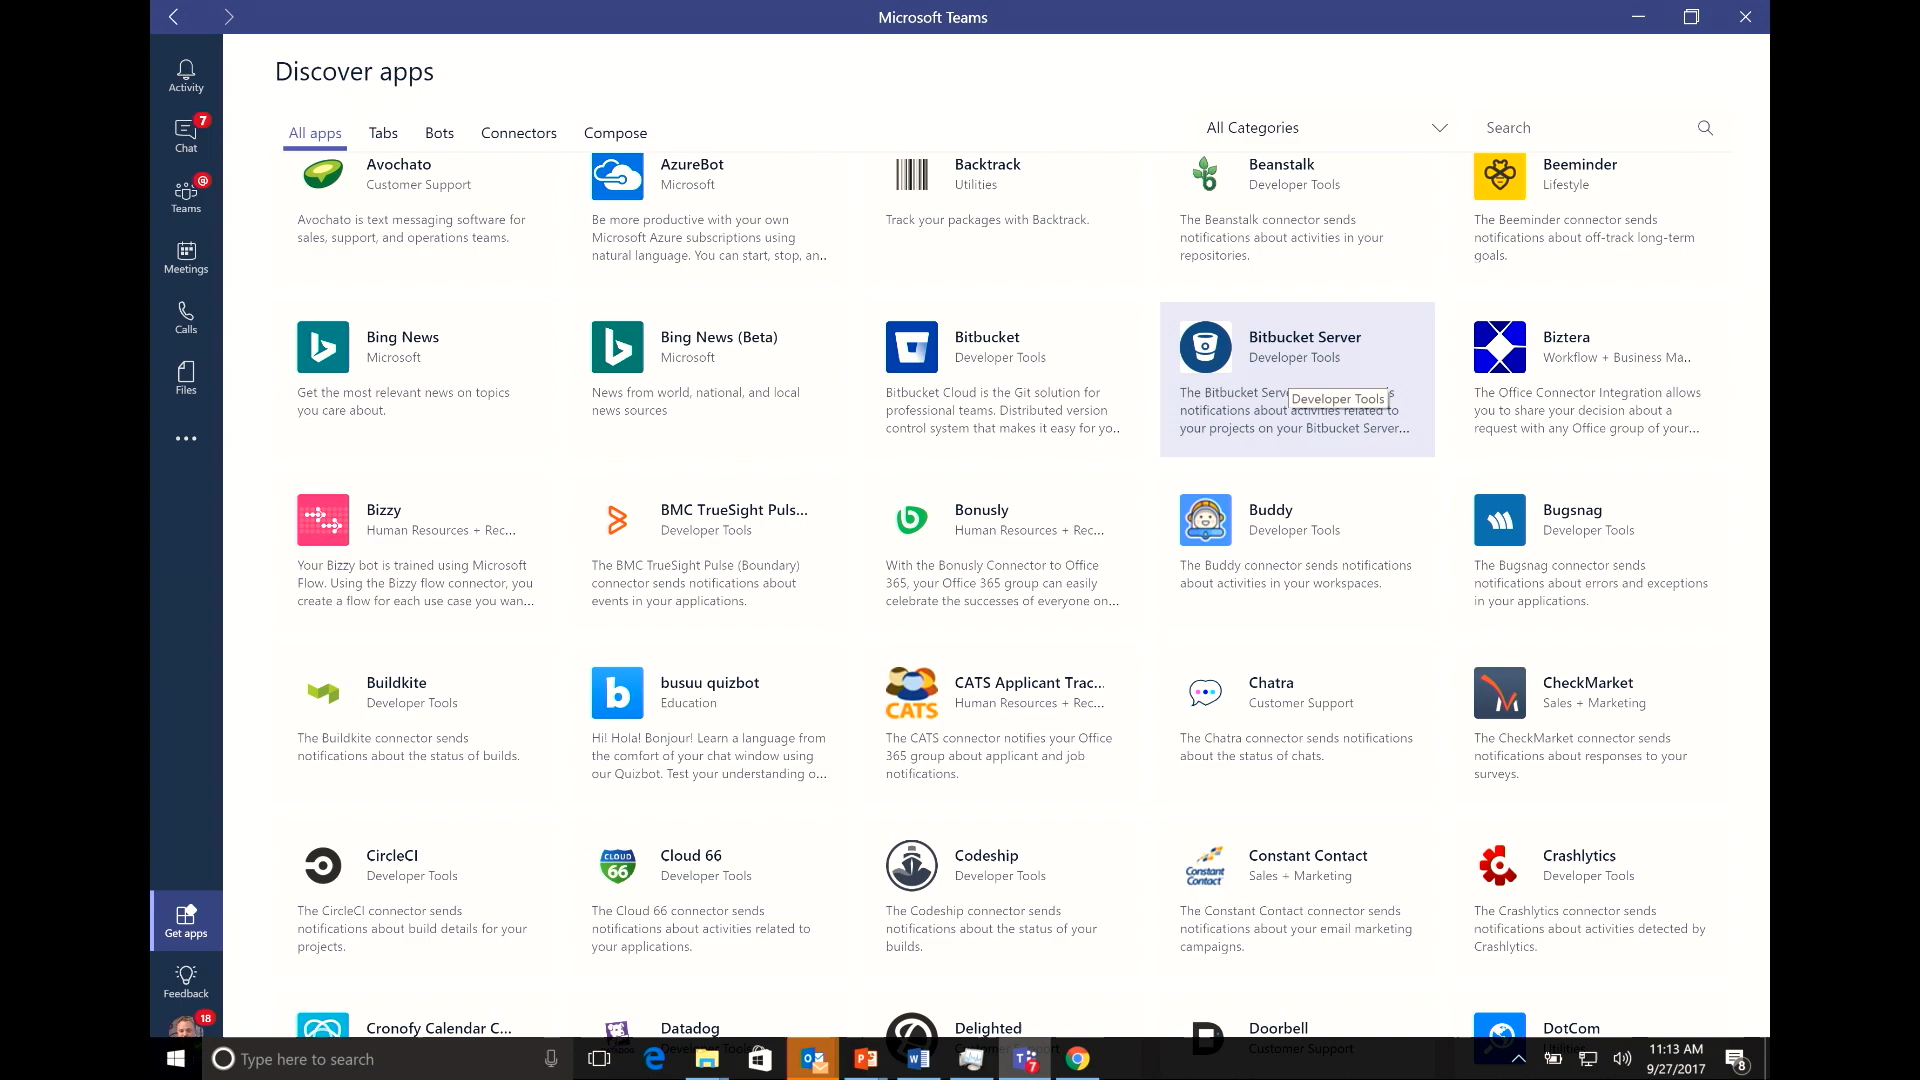 Microsoft Teams
Activity
7
Chat
@
Teams
Meetings
Calls
Files
Get apps
Feedback
18
Discover apps
All apps
Tabs
Bots
Connectors
Compose
All Categories
Search
Avochato
Customer Support
Avochato is text messaging software for
sales, support, and operations teams.
AzureBot
Microsoft
Be more productive with your own
Microsoft Azure subscriptions using
natural language. You can start, stop, an..
Backtrack
Utilities
Track your packages with Backtrack.
Beanstalk
Developer Tools
The Beanstalk connector sends
notifications about activities in your
repositories.
Beeminder
Lifestyle
The Beeminder connector sends
notifications about off-track long-term
goals.
Bing News
Microsoft
Get the most relevant news on topics
you care about.
Bing News (Beta)
Microsoft
News from world, national, and local
news sources
Bitbucket
Developer Tools
Bitbucket Cloud is the Git solution for
professional teams. Distributed version
control system that makes it easy for yo..
Bitbucket Server
Developer Tools
The Bitbucket Serve
Developer Tools
notifications about activities related to
your projects on your Bitbucket Server...
Biztera
Workflow + Business Ma..
The Office Connector Integration allows
you to share your decision about a
request with any Office group of your...
Bizzy
Human Resources + Rec...
Your Bizzy bot is trained using Microsoft
Flow. Using the Bizzy flow connector, you
create a flow for each use case you wan...
BMC TrueSight Puls...
Developer Tools
The BMC TrueSight Pulse (Boundary)
connector sends notifications about
events in your applications.
Bonusly
Human Resources + Rec...
With the Bonusly Connector to Office
365, your Office 365 group can easily
celebrate the successes of everyone on...
Buddy
Developer Tools
The Buddy connector sends notifications
about activities in your workspaces.
Bugsnag
Developer Tools
The Bugsnag connector sends
notifications about errors and exceptions
in your applications.
Buildkite
Developer Tools
The Buildkite connector sends
notifications about the status of builds.
busuu quizbot
Education
Hi! Hola! Bonjour! Learn a language from
the comfort of your chat window using
our Quizbot. Test your understanding o...
CATS
CATS Applicant Trac...
Human Resources + Rec...
The CATS connector notifies your Office
365 group about applicant and job
notifications.
Chatra
Customer Support
The Chatra connector sends notifications
about the status of chats.
CheckMarket
Sales + Marketing
The CheckMarket connector sends
notifications about responses to your
surveys.
CircleCI
Developer Tools
The CircleCI connector sends
notifications about build details for your
projects.
CLOUD
66
Cloud 66
Developer Tools
The Cloud 66 connector sends
notifications about activities related to
your applications.
Codeship
Developer Tools
The Codeship connector sends
notifications about the status of your
builds.
Constant
Contact
Constant Contact
Sales + Marketing
The Constant Contact connector sends
notifications about your email marketing
campaigns.
Crashlytics
Developer Tools
The Crashlytics connector sends
notifications about activities detected by
Crashlytics.
Cronofy Calendar C...
Datadog
Developer Tools
Delighted
Customer Support
Doorbell
Customer Support
DotCom
Utilities
Type here to search
7
11:13 AM
9/27/2017
8